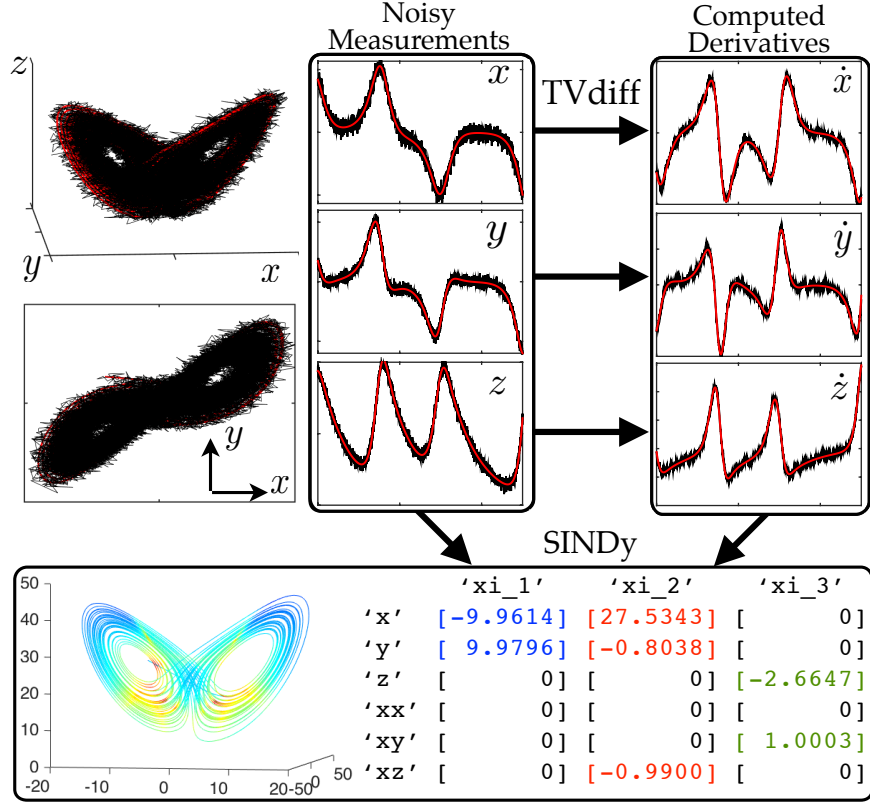 Noisy
Measurements
Computed
Derivatives
z
y
x
x
TVdiff
ẋ
y
ẏ
y
x
z
ż
SINDy
50
40
30
20
10
0
-20
-10
0
10
20
-50
0
50
‘xi_1’ ‘xi_2’ ‘xi_3’
‘x’ [-9.9614] [27.5343] [ 0]
‘y’ [ 9.9796] [-0.8038] [ 0]
‘z’ [ 0] [ 0] [-2.6647]
‘xx’ [ 0] [ 0] [ 0]
‘xy’ [ 0] [ 0] [ 1.0003]
‘xz’ [ 0] [-0.9900] [ 0]